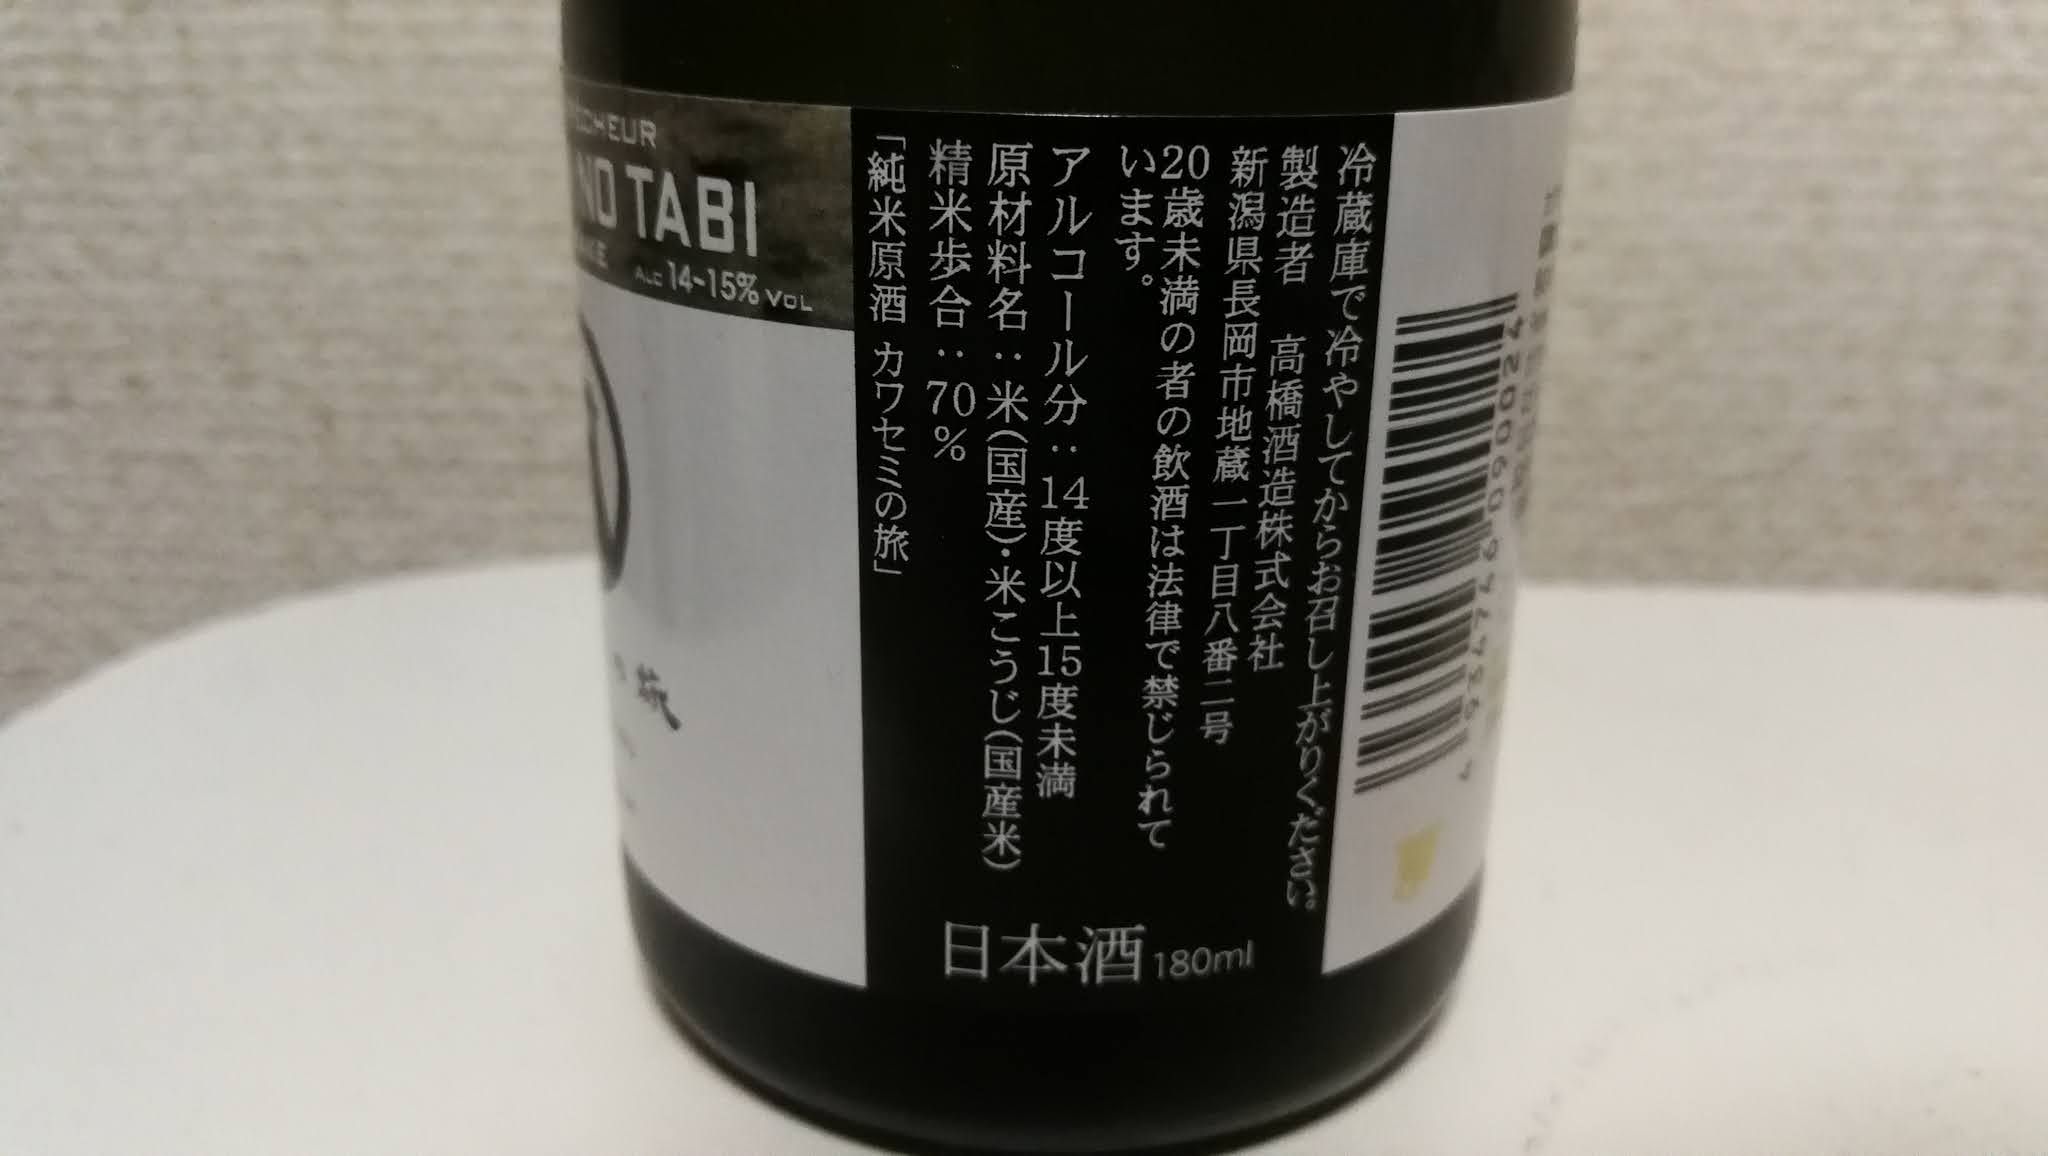 NO TABI
ALC 14-15% VOL
旅
冷蔵庫で冷やしてからお召し上がりください。
製造者 高橋酒造株式会社
新潟県長岡市地蔵一丁目八番二号
20歳未満の者の飲酒は法律で禁じられて
います。
アルコール分：14度以上15度未満
原材料名：米(国産)・米こうじ(国産米)
精米歩合：70%
「純米原酒 カワセミの旅」
日本酒 180ml